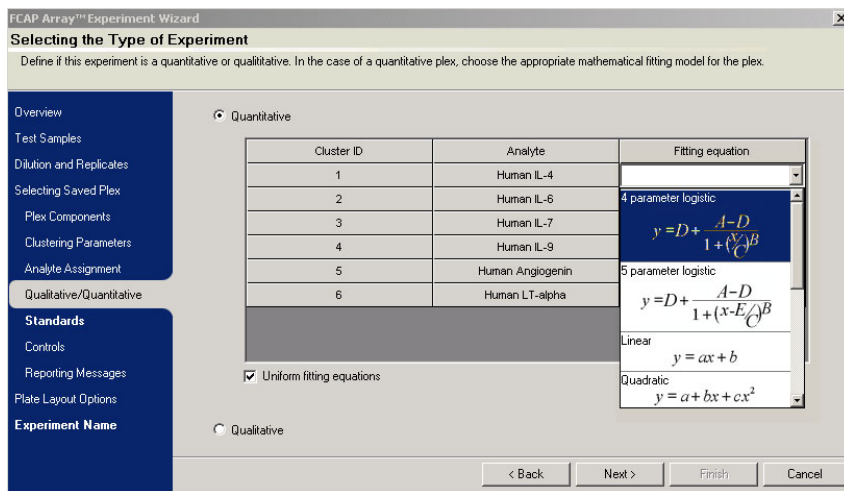 FCAP Array™ Experiment Wizard
Selecting the Type of Experiment
Define if this experiment is a quantitative or qualititative. In the case of a quantitative plex, choose the appropriate mathematical fitting model for the plex.
Overview
Test Samples
Dilution and Replicates
Selecting Saved Plex
Plex Components
Clustering Parameters
Analyte Assignment
Qualitative/Quantitative
Standards
Controls
Reporting Messages
Plate Layout Options
Experiment Name
Quantitative
Cluster ID Analyte Fitting equation
1 Human IL-4
2 Human IL-6
3 Human IL-7
4 Human IL-9
5 Human Angiogenin
6 Human LT-alpha
4 parameter logistic
y = D + A-D / 1 + (x/C)^B
5 parameter logistic
y = D + A-D / 1 + (x-E/C)^B
Linear
y = ax + b
Quadratic
y = a + bx + cx²
Uniform fitting equations
Qualitative
< Back Next > Finish Cancel